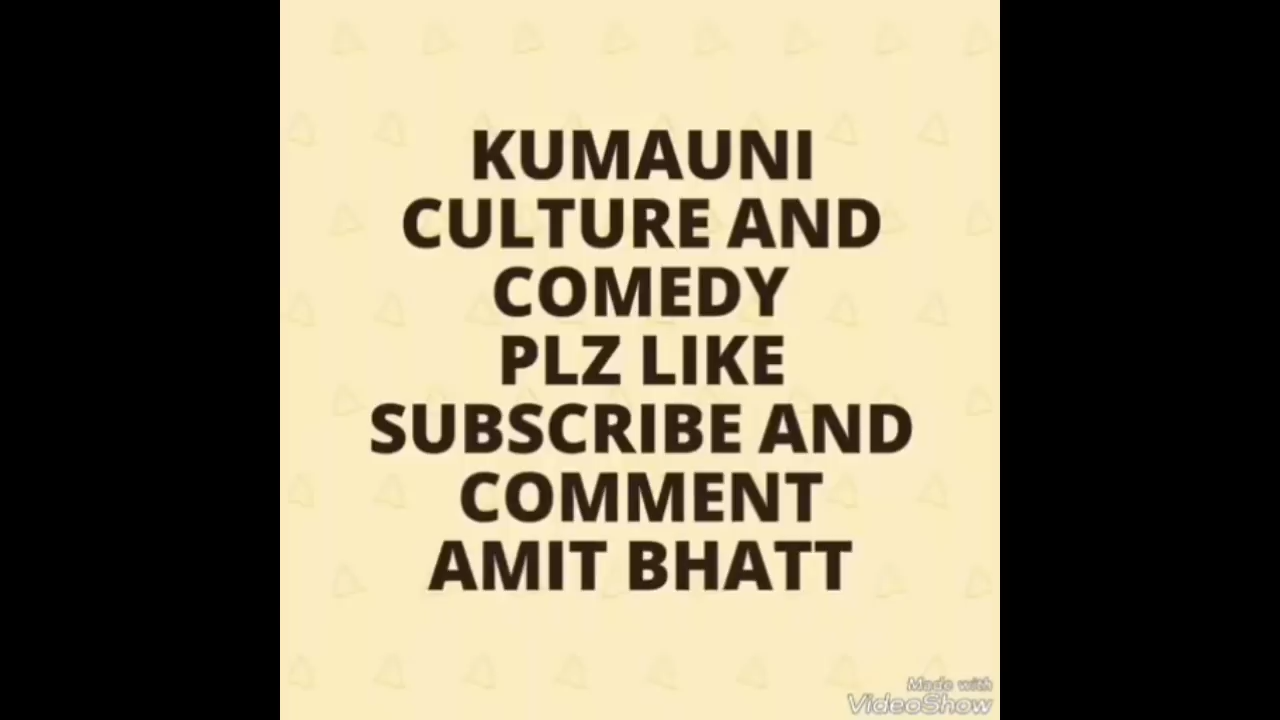 KUMAUNI
CULTURE AND
COMEDY
PLZ LIKE
SUBSCRIBE AND
COMMENT
AMIT BHATT
Made with
VideoShow